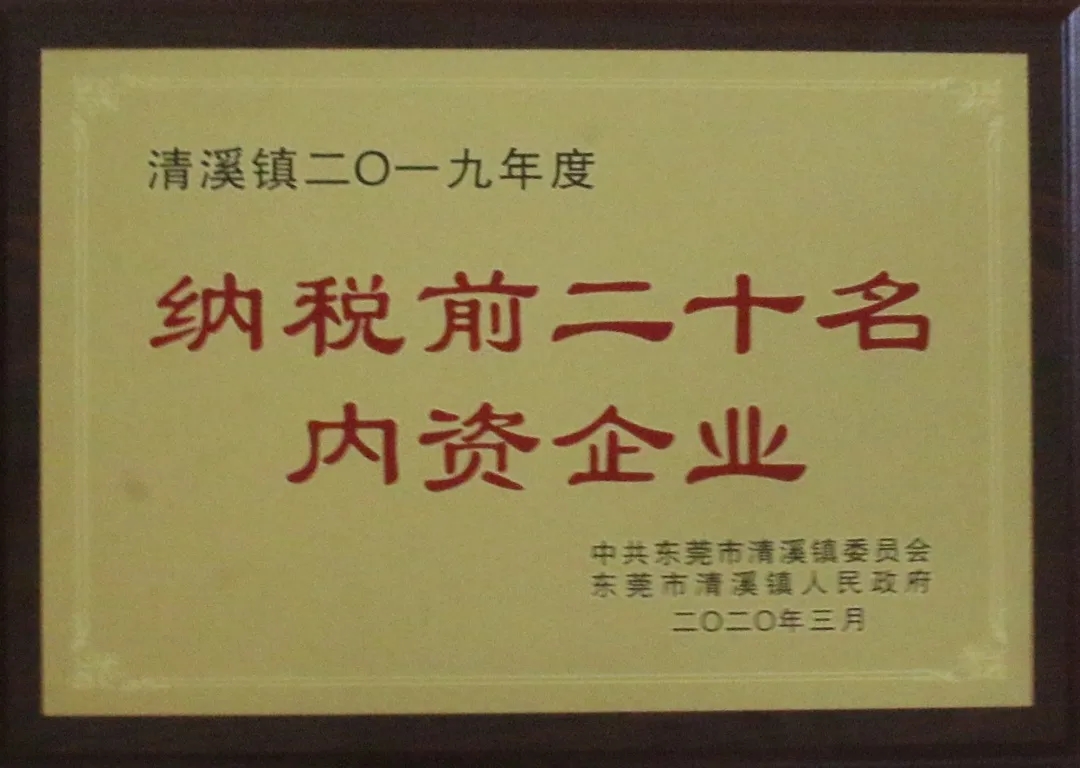 清溪镇二〇一九年度
纳税前二十名
内资企业
中共东莞市清溪镇委员会
东莞市清溪镇人民政府
二〇二〇年三月